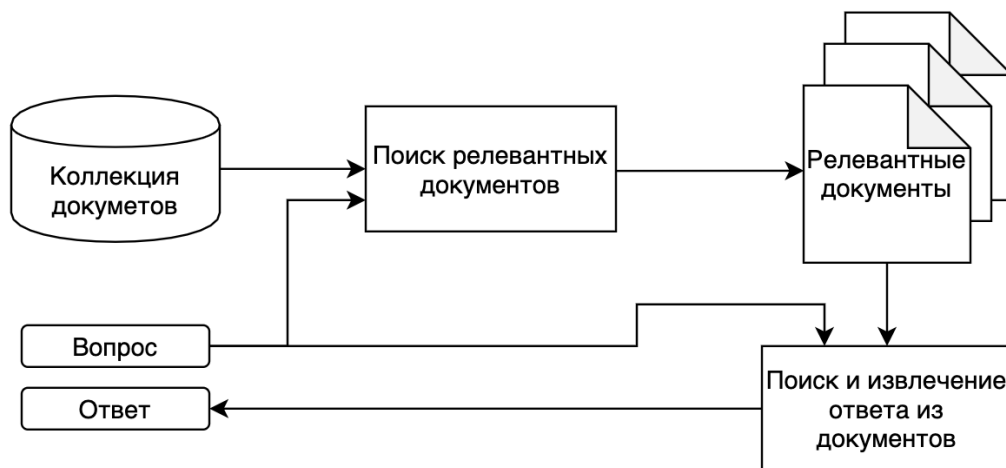 Коллекция
докуметов
Поиск релевантных
документов
Релевантные
документы
Вопрос
Ответ
Поиск и извлечение
ответа из
документов